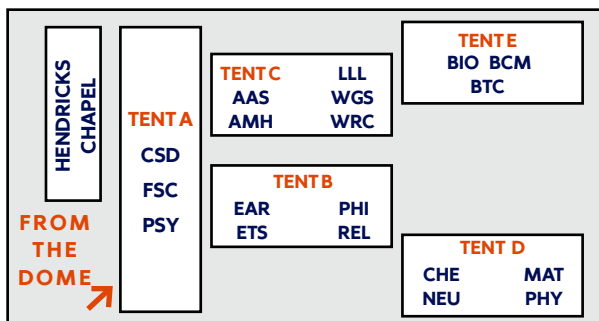 HENDRICKS
CHAPEL
FROM
THE
DOME
TENT A
CSD
FSC
PSY
TENT C LLL
AAS WGS
AMH WRC
TENT B
EAR PHI
ETS REL
TENT E
BIO BCM
BTC
TENT D
CHE MAT
NEU PHY